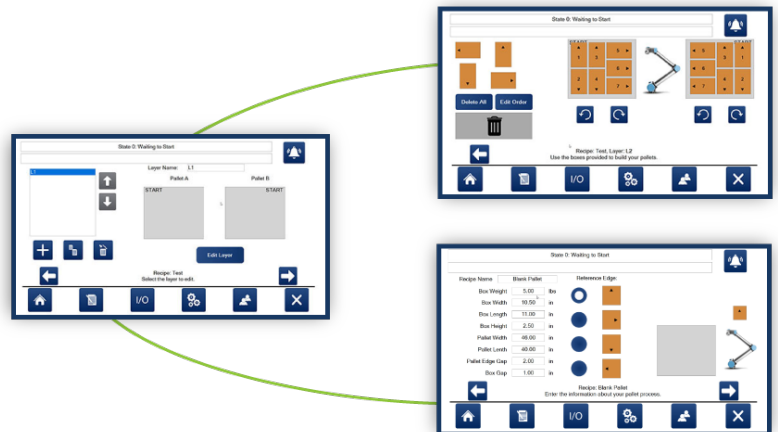 State 0: Waiting to Start
L1
Layer Name: L1
Pallet A
Pallet B
START
START
Edit Layer
Recipe: Test
Select the layer to edit.
I/O
State 0: Waiting to Start
START
START
1 3 5
6
2 4 7
5 3 1
6
7 4 2
Delete All
Edit Order
Recipe: Test, Layer: L2
Use the boxes provided to build your pallets.
I/O
State 0: Waiting to Start
Recipe Name Blank Pallet Reference Edge:
Box Weight 5.00 lbs
Box Width 10.50 in
Box Length 11.00 in
Box Height 2.50 in
Pallet Width 48.00 in
Pallet Lenth 40.00 in
Pallet Edge Gap 2.00 in
Box Gap 1.00 in
Recipe: Blank Pallet
Enter the information about your pallet process.
I/O